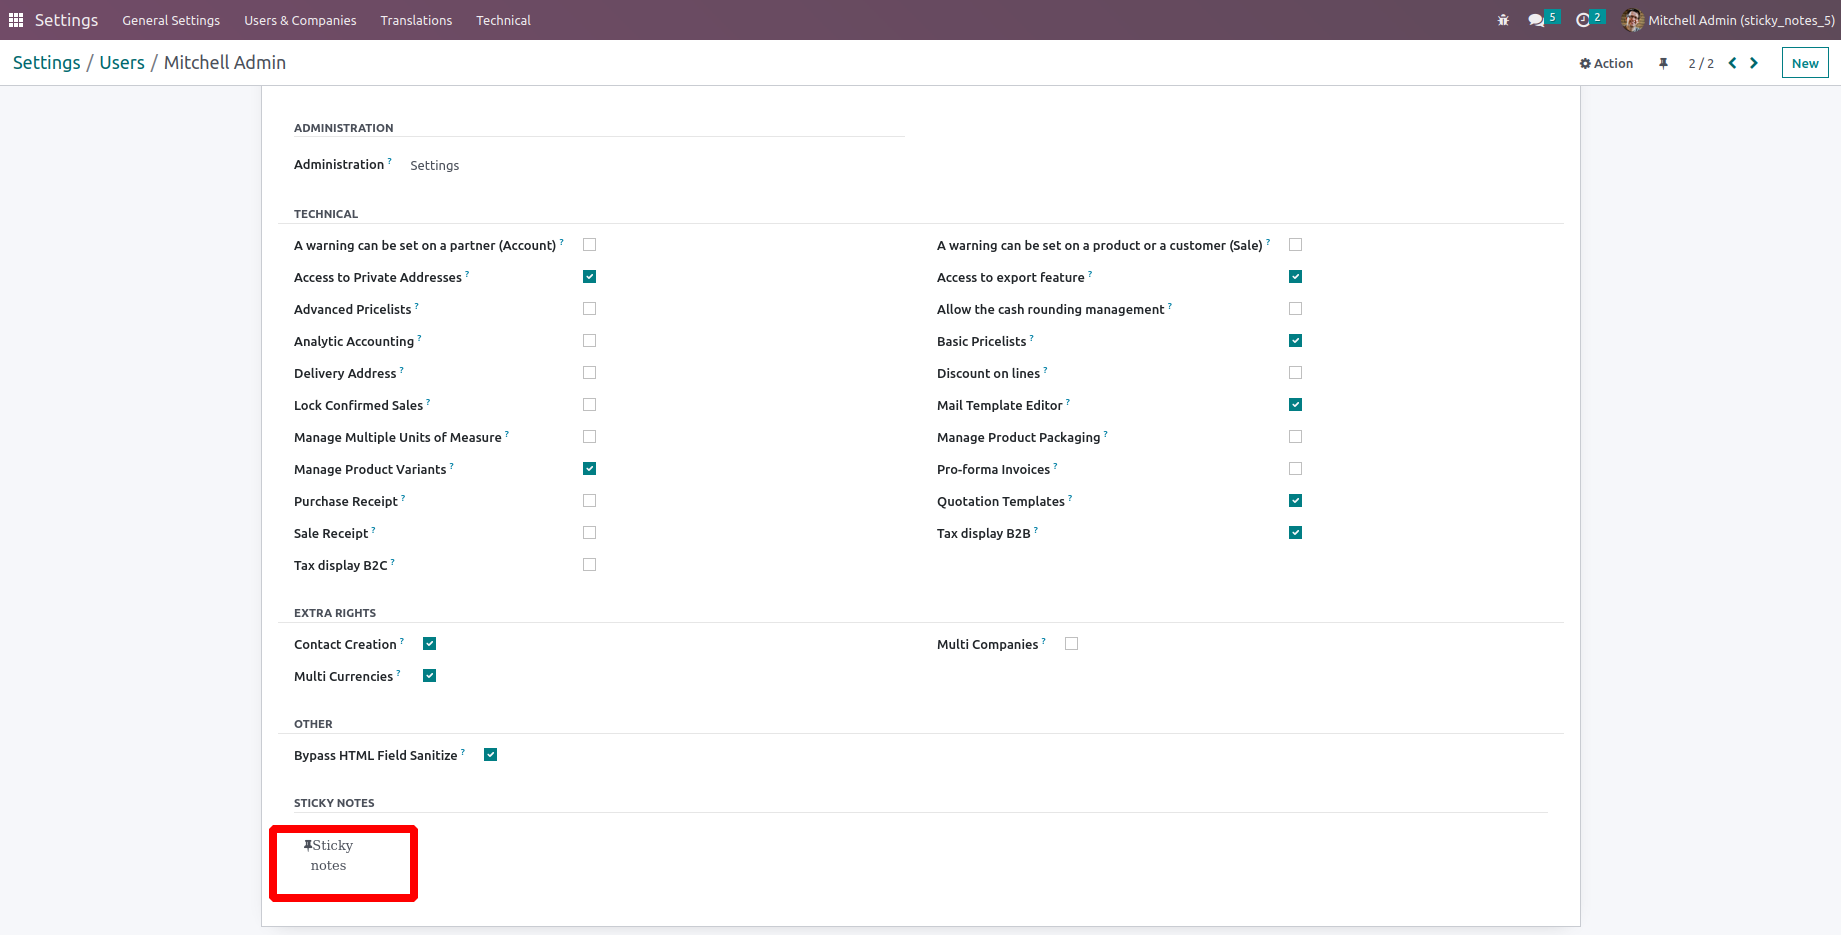 Settings General Settings Users & Companies Translations Technical 5 2 Mitchell Admin (sticky_notes_5)
Settings / Users / Mitchell Admin Action 2 / 2 New
ADMINISTRATION
Administration ? Settings
TECHNICAL
A warning can be set on a partner (Account) ? A warning can be set on a product or a customer (Sale) ?
Access to Private Addresses ? Access to export feature ?
Advanced Pricelists ? Allow the cash rounding management ?
Analytic Accounting ? Basic Pricelists ?
Delivery Address ? Discount on lines ?
Lock Confirmed Sales ? Mail Template Editor ?
Manage Multiple Units of Measure ? Manage Product Packaging ?
Manage Product Variants ? Pro-forma Invoices ?
Purchase Receipt ? Quotation Templates ?
Sale Receipt ? Tax display B2B ?
Tax display B2C ?
EXTRA RIGHTS
Contact Creation ? Multi Companies ?
Multi Currencies ?
OTHER
Bypass HTML Field Sanitize ?
STICKY NOTES
Sticky
notes